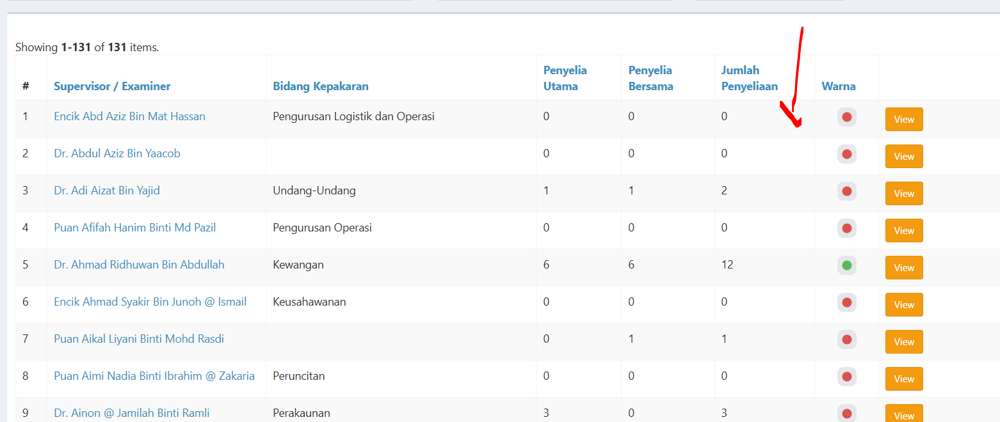 Showing 1-131 of 131 items.
# Supervisor / Examiner Bidang Kepakaran Penyelia Utama Penyelia Bersama Jumlah Penyeliaan Warna
1 Encik Abd Aziz Bin Mat Hassan Pengurusan Logistik dan Operasi 0 0 0 View
2 Dr. Abdul Aziz Bin Yaacob 0 0 0 View
3 Dr. Adi Aizat Bin Yajid Undang-Undang 1 1 2 View
4 Puan Afifah Hanim Binti Md Pazil Pengurusan Operasi 0 0 0 View
5 Dr. Ahmad Ridhuwan Bin Abdullah Kewangan 6 6 12 View
6 Encik Ahmad Syakir Bin Junoh @ Ismail Keusahawanan 0 0 0 View
7 Puan Aikal Liyani Binti Mohd Rasdi 0 1 1 View
8 Puan Aimi Nadia Binti Ibrahim @ Zakaria Peruncitan 0 0 0 View
9 Dr. Ainon @ Jamilah Binti Ramli Perakaunan 3 0 3 View